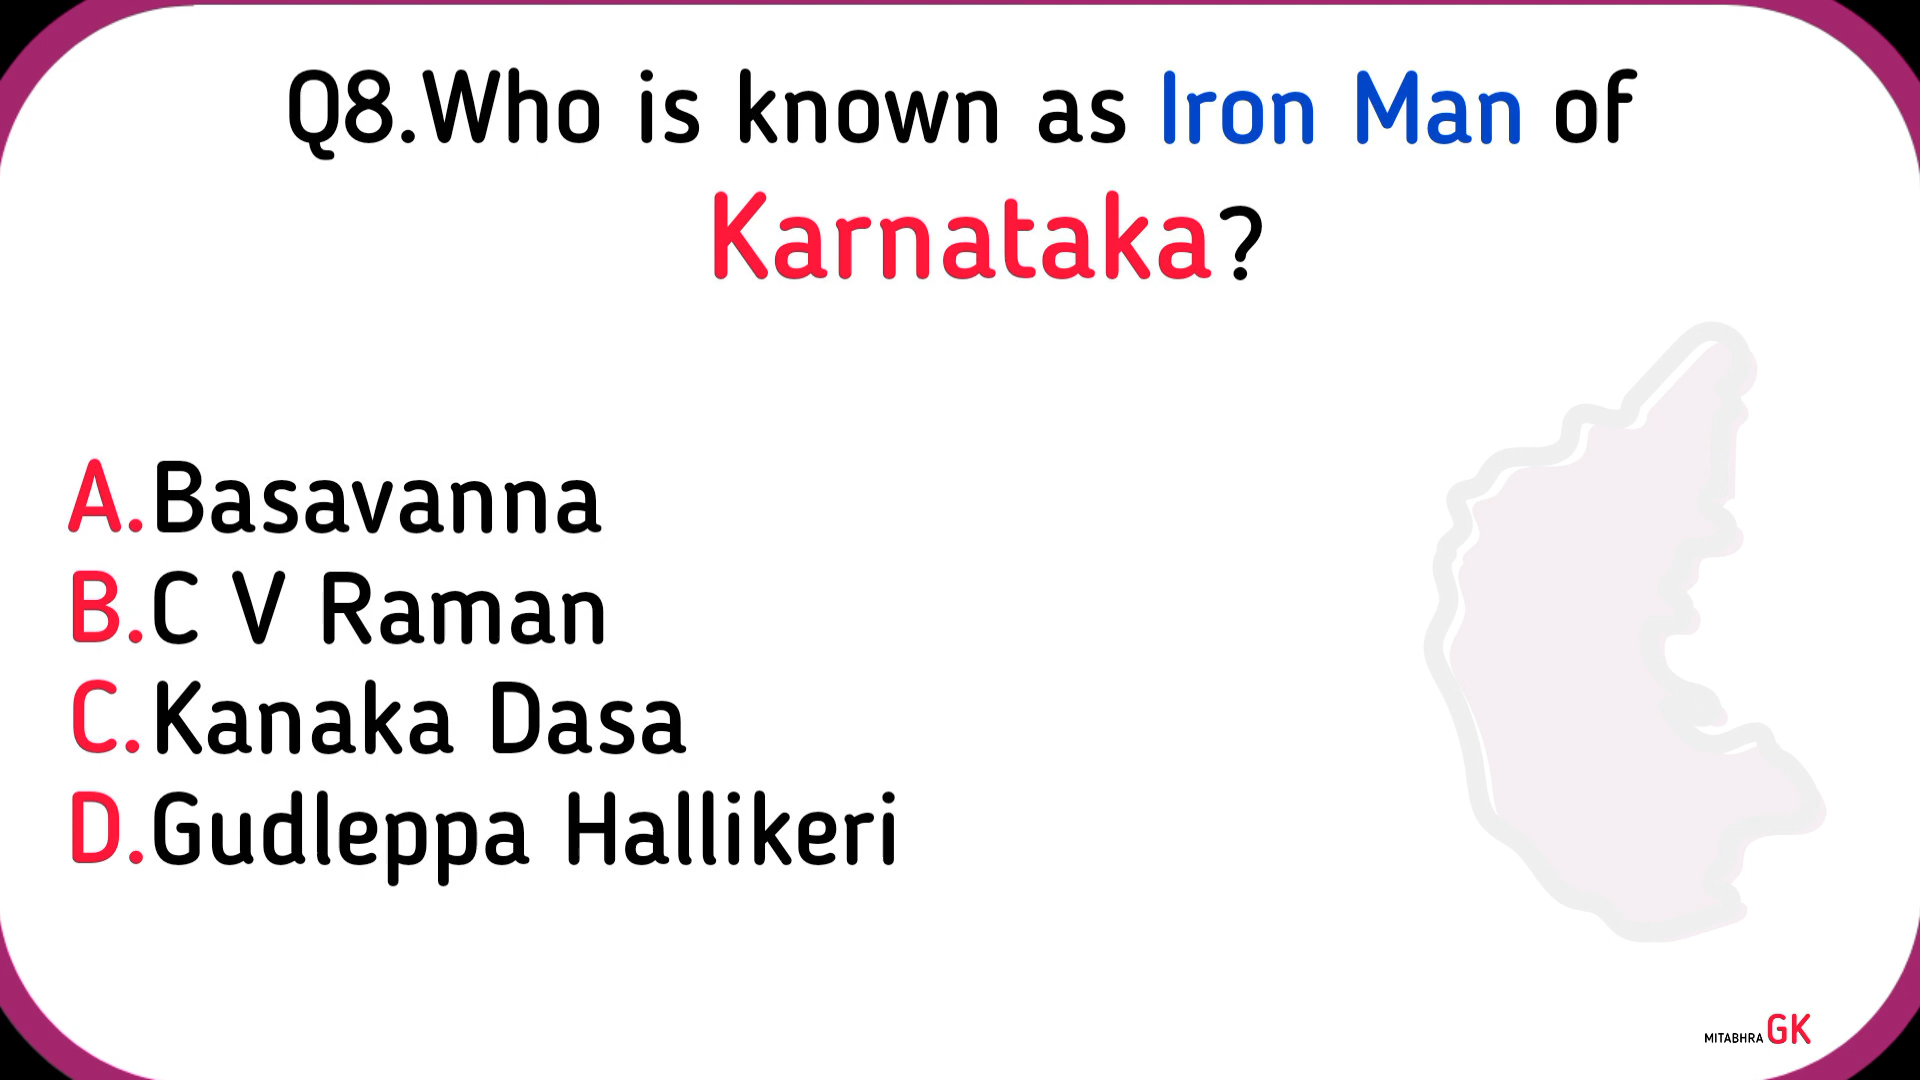 Q8.Who is known as Iron Man of
Karnataka?
A.Basavanna
B.C V Raman
C.Kanaka Dasa
D.Gudleppa Hallikeri
MITABHRA GK